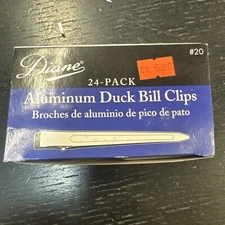 Diane
#20
24-PACK
Aluminum Duck Bill Clips
Broches de aluminio de pico de pato